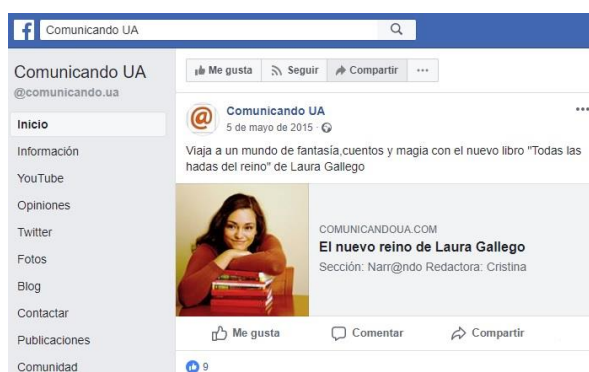 Comunicando UA
Comunicando UA
@comunicando.ua
Inicio
Información
YouTube
Opiniones
Twitter
Fotos
Blog
Contactar
Publicaciones
Comunidad
Me gusta Seguir Compartir ...
Comunicando UA
5 de mayo de 2015 ·
Viaja a un mundo de fantasía,cuentos y magia con el nuevo libro "Todas las
hadas del reino" de Laura Gallego
COMUNICANDOUA.COM
El nuevo reino de Laura Gallego
Sección: Narr@ndo Redactora: Cristina
Me gusta Comentar Compartir
9